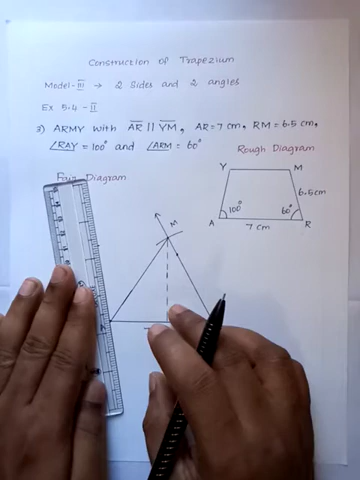 Construction of Trapezium
Model-III → 2 Sides and 2 angles
Ex 5.4 - II
3) ARMY with AR || YM, AR = 7 cm, RM = 6.5 cm,
∠RAY = 100° and ∠ARM = 60°
Rough Diagram
Fair Diagram
Y M
6.5cm
100° 60°
A R
7 cm
M
A